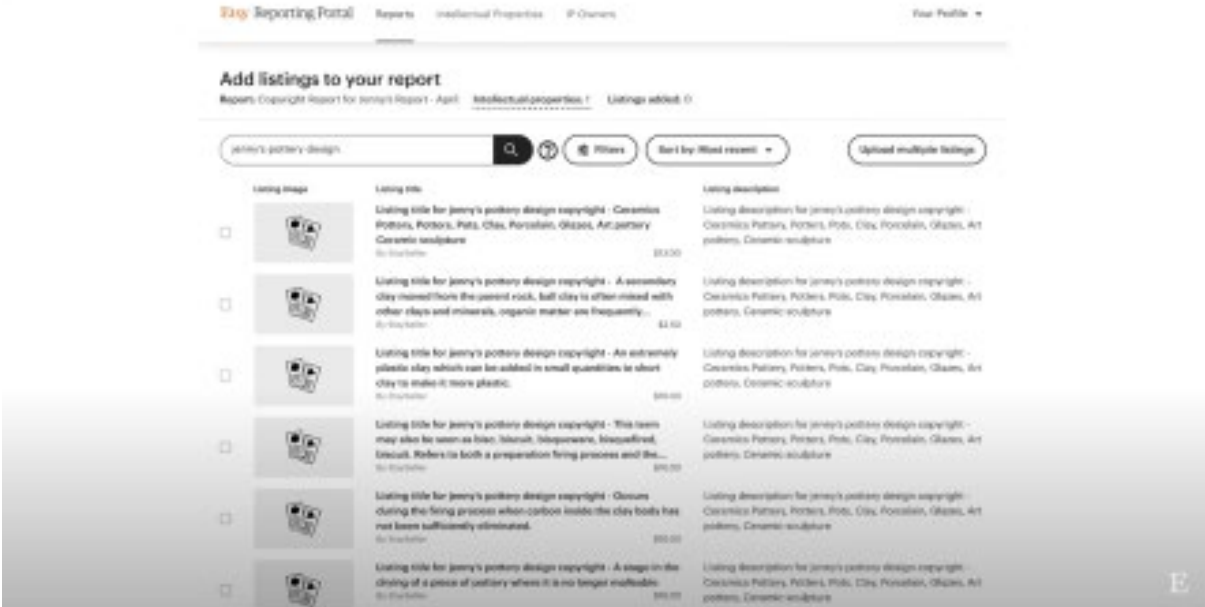 Easy Reporting Portal Reports Intellectual Properties IP Owners Your Profile
Add listings to your report
Report: Copyright Report for Jenny's Report - April Intellectual properties: 1 Listings added: 0
jenny's pottery design Filters Sort by: Most recent Upload multiple listings
Listing image Listing title Listing description
Listing title for jenny's pottery design copyright - Ceramics
Pottery, Potters, Pots, Clay, Porcelain, Glazes, Art pottery
Ceramic sculpture
Listing description for jenny's pottery design copyright -
Ceramics Pottery, Potters, Pots, Clay, Porcelain, Glazes, Art
pottery, Ceramic sculpture
Listing title for jenny's pottery design copyright - A secondary
clay moved from the parent rock, ball clay is often mixed with
other clays and minerals, organic matter are frequently...
Listing description for jenny's pottery design copyright -
Ceramics Pottery, Potters, Pots, Clay, Porcelain, Glazes, Art
pottery, Ceramic sculpture
Listing title for jenny's pottery design copyright - An extremely
plastic clay which can be added in small quantities to short
clay to make it more plastic.
Listing description for jenny's pottery design copyright -
Ceramics Pottery, Potters, Pots, Clay, Porcelain, Glazes, Art
pottery, Ceramic sculpture
Listing title for jenny's pottery design copyright - This term
may also be seen as bisc, biscuit, bisqueware, bisquefired,
biscuit. Refers to both a preparation firing process and the...
Listing description for jenny's pottery design copyright -
Ceramics Pottery, Potters, Pots, Clay, Porcelain, Glazes, Art
pottery, Ceramic sculpture
Listing title for jenny's pottery design copyright - Occurs
during the firing process when carbon inside the clay body has
not been sufficiently eliminated.
Listing description for jenny's pottery design copyright -
Ceramics Pottery, Potters, Pots, Clay, Porcelain, Glazes, Art
pottery, Ceramic sculpture
Listing title for jenny's pottery design copyright - A stage in the
drying of a piece of pottery where it is no longer malleable
Listing description for jenny's pottery design copyright -
Ceramics Pottery, Potters, Pots, Clay, Porcelain, Glazes, Art
pottery, Ceramic sculpture
E